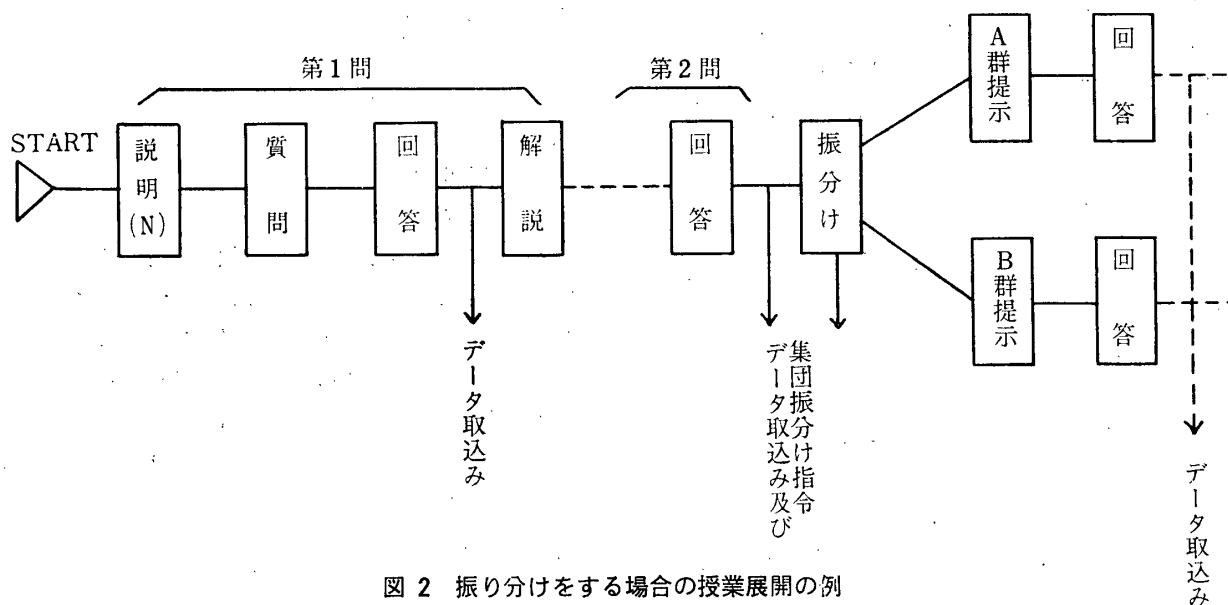 第1問
第2問
START
説明(N)
質問
回答
解説
回答
振分け
A群提示
回答
B群提示
回答
データ取込み
データ取込み及び
集団振分け指令
データ取込み
図 2 振り分けをする場合の授業展開の例